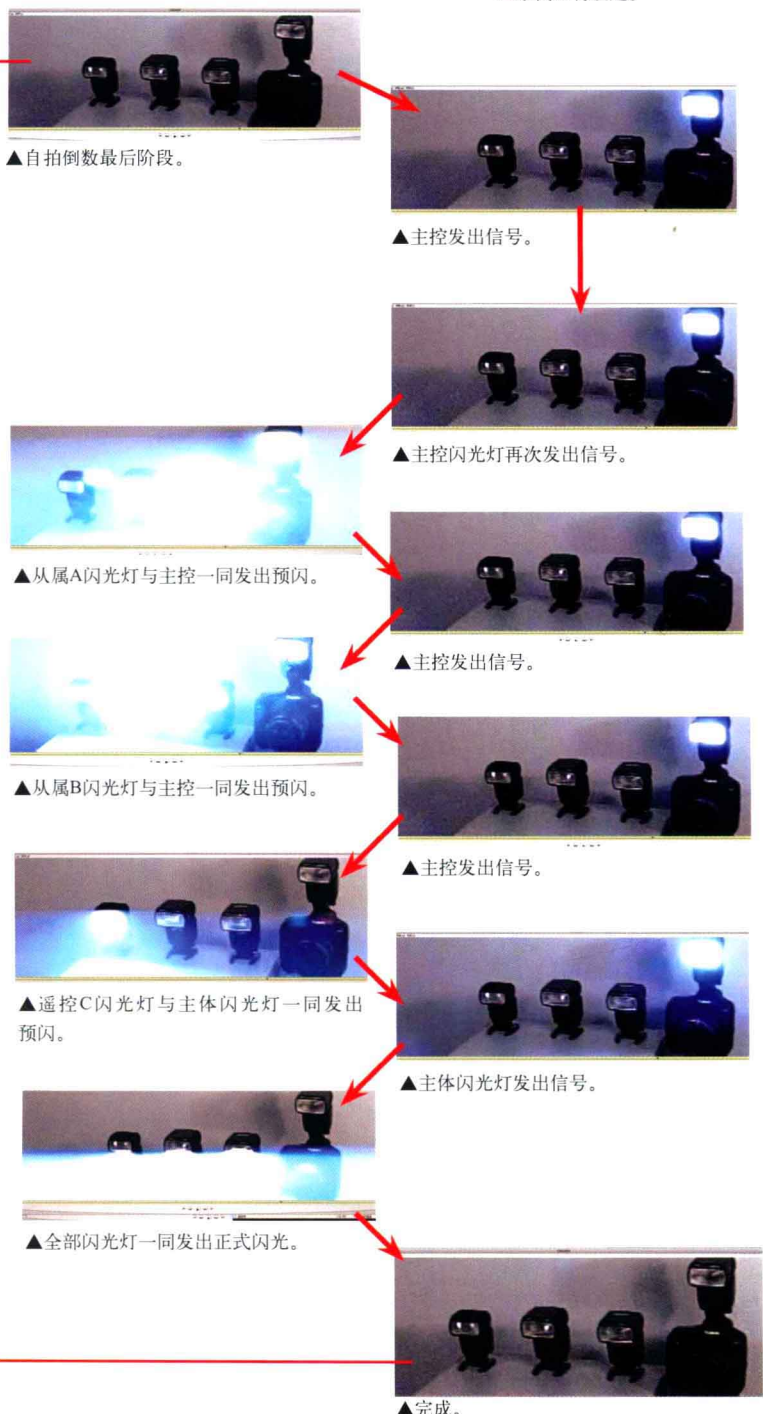 ▲自拍倒数最后阶段。
▲主控发出信号。
▲主控闪光灯再次发出信号。
▲从属A闪光灯与主控一同发出预闪。
▲主控发出信号。
▲从属B闪光灯与主控一同发出预闪。
▲主控发出信号。
▲遥控C闪光灯与主体闪光灯一同发出
预闪。
▲主体闪光灯发出信号。
▲全部闪光灯一同发出正式闪光。
▲完成。